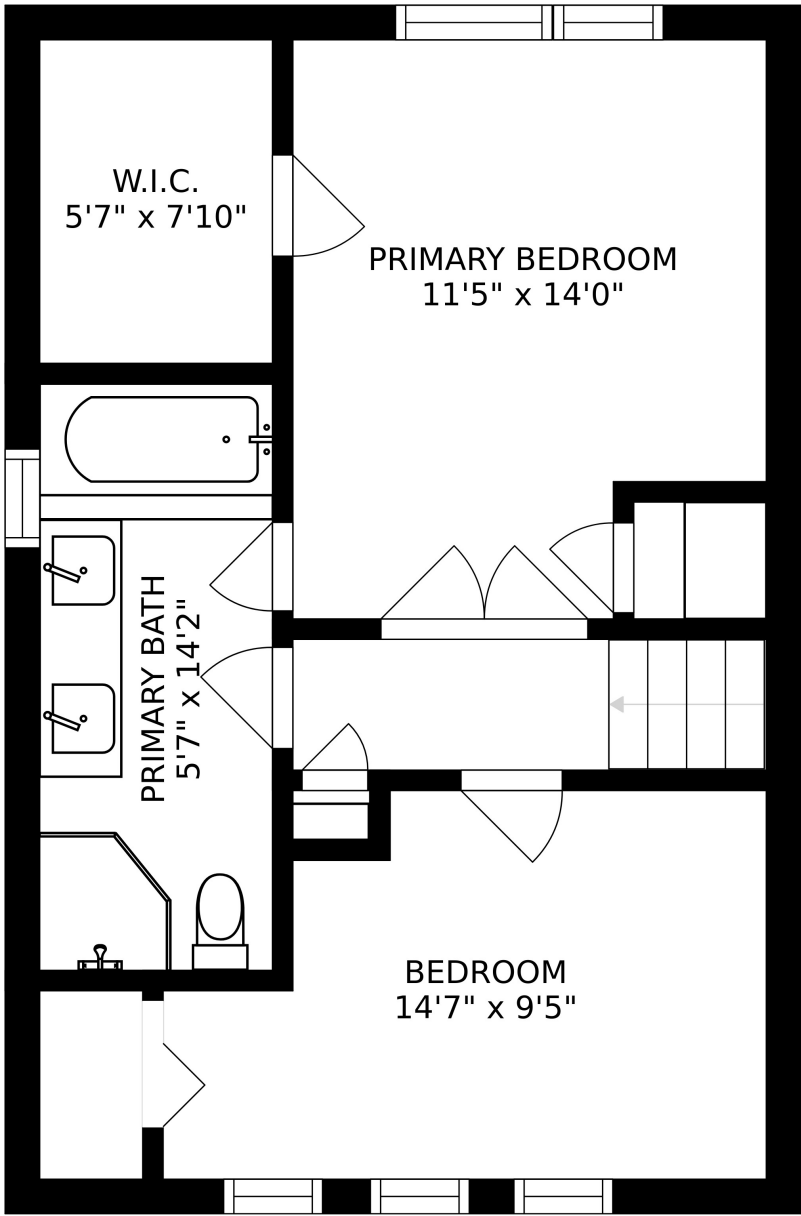 W.I.C.
5'7" x 7'10"
PRIMARY BEDROOM
11'5" x 14'0"
PRIMARY BATH
5'7" x 14'2"
BEDROOM
14'7" x 9'5"